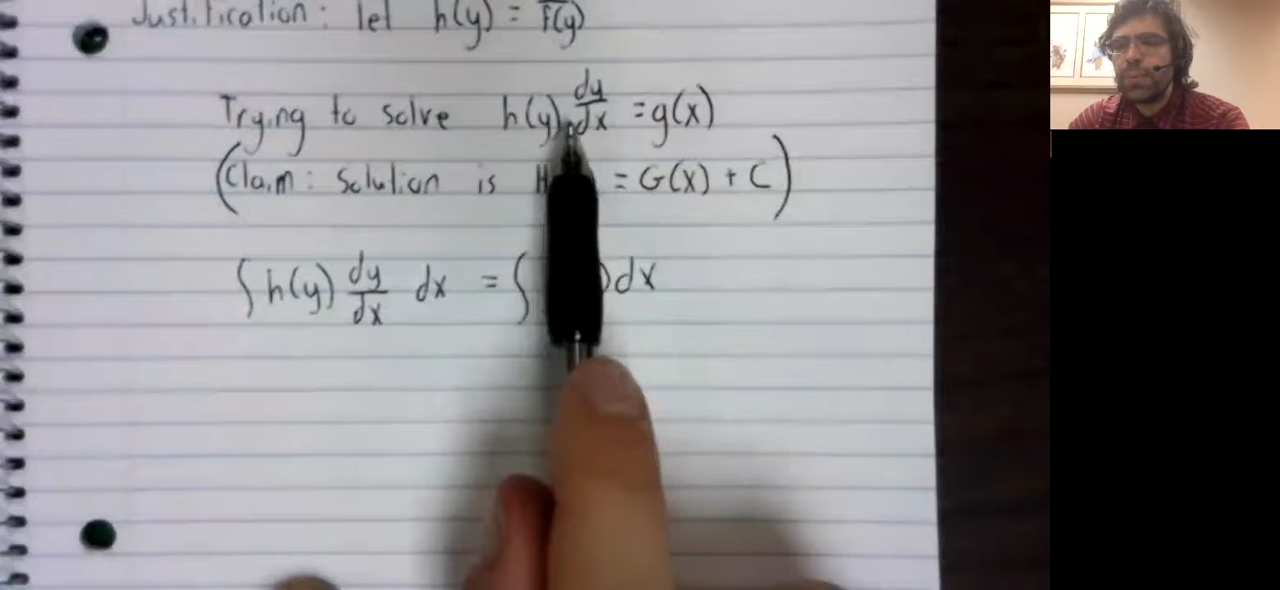 Justification: let h(y) = F(y)
Trying to solve h(y) dy/dx = g(x)
(Claim: Solution is H = G(x) + C)
∫ h(y) dy/dx dx = ∫ ) dx